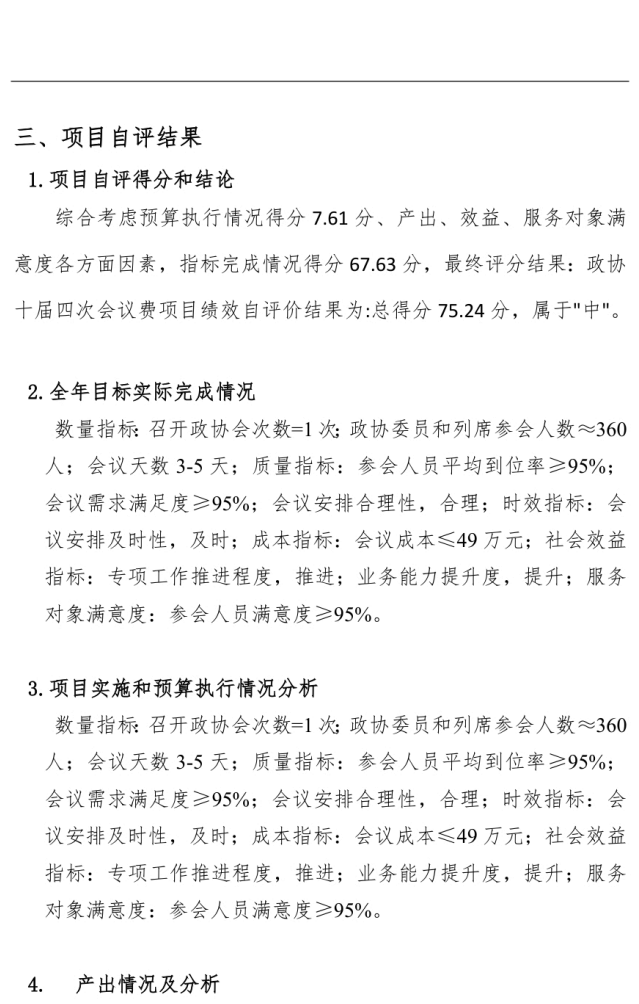 三、项目自评结果
1.项目自评得分和结论
综合考虑预算执行情况得分 7.61 分、产出、效益、服务对象满
意度各方面因素，指标完成情况得分 67.63 分，最终评分结果：政协
十届四次会议费项目绩效自评价结果为:总得分 75.24 分，属于"中"。
2.全年目标实际完成情况
数量指标：召开政协会次数=1 次；政协委员和列席参会人数≈360
人；会议天数 3-5 天；质量指标：参会人员平均到位率≥95%；
会议需求满足度≥95%；会议安排合理性，合理；时效指标：会
议安排及时性，及时；成本指标：会议成本≤49 万元；社会效益
指标：专项工作推进程度，推进；业务能力提升度，提升；服务
对象满意度：参会人员满意度≥95%。
3.项目实施和预算执行情况分析
数量指标：召开政协会次数=1 次；政协委员和列席参会人数≈360
人；会议天数 3-5 天；质量指标：参会人员平均到位率≥95%；
会议需求满足度≥95%；会议安排合理性，合理；时效指标：会
议安排及时性，及时；成本指标：会议成本≤49 万元；社会效益
指标：专项工作推进程度，推进；业务能力提升度，提升；服务
对象满意度：参会人员满意度≥95%。
4. 产出情况及分析